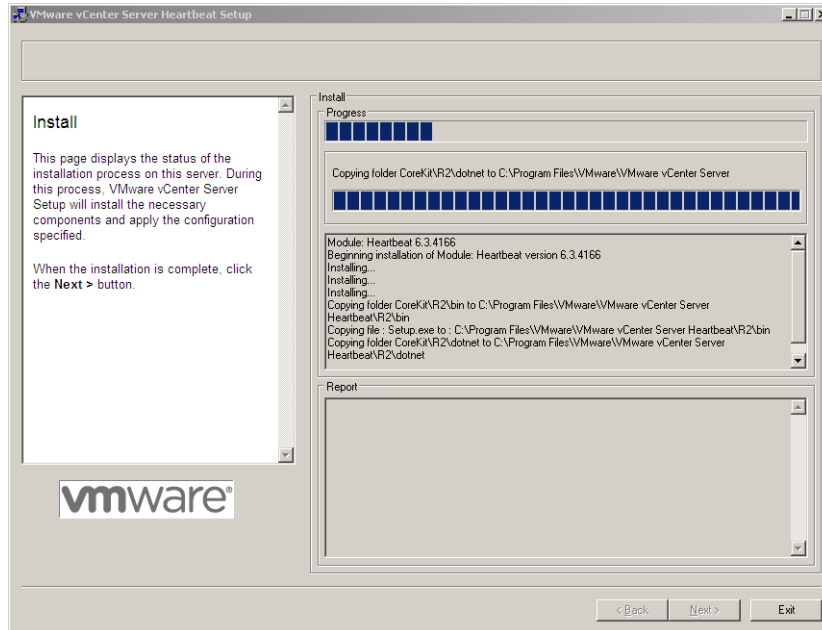 VMware vCenter Server Heartbeat Setup
Install
This page displays the status of the
installation process on this server. During
this process, VMware vCenter Server
Setup will install the necessary
components and apply the configuration
specified.
When the installation is complete, click
the Next > button.
vmware®
Install
Progress
Copying folder CoreKit\R2\dotnet to C:\Program Files\VMware\VMware vCenter Server
Module: Heartbeat 6.3.4166
Beginning installation of Module: Heartbeat version 6.3.4166
Installing...
Installing...
Installing...
Copying folder CoreKit\R2\bin to C:\Program Files\VMware\VMware vCenter Server
Heartbeat\R2\bin
Copying file : Setup.exe to : C:\Program Files\VMware\VMware vCenter Server Heartbeat\R2\bin
Copying folder CoreKit\R2\dotnet to C:\Program Files\VMware\VMware vCenter Server
Heartbeat\R2\dotnet
Report
< Back
Next >
Exit